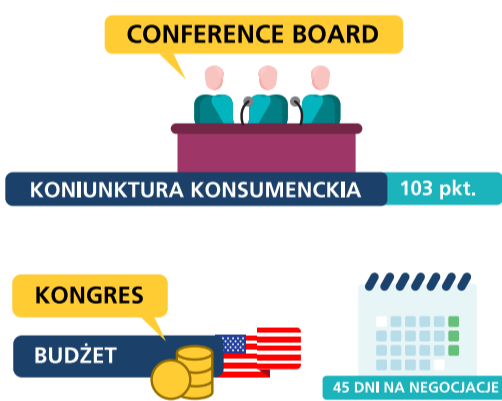 CONFERENCE BOARD
KONIUNKTURA KONSUMENCKIA 103 pkt.
KONGRES
BUDŻET
45 DNI NA NEGOCJACJE